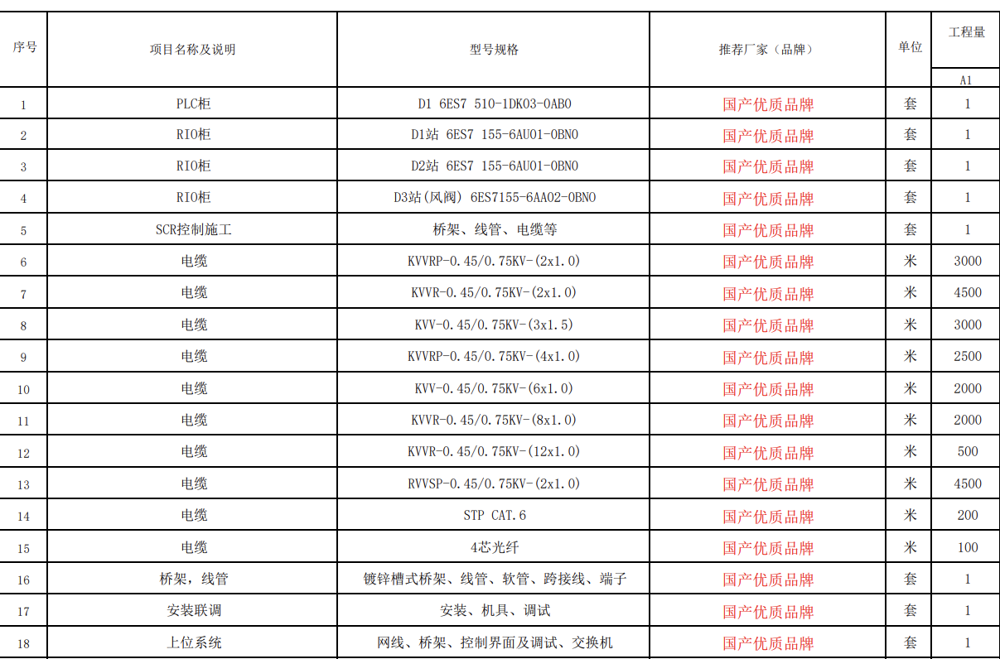 序号 项目名称及说明 型号规格 推荐厂家（品牌） 单位 工程量
A1
1 PLC柜 D1 6ES7 510-1DK03-0AB0 国产优质品牌 套 1
2 RIO柜 D1站 6ES7 155-6AU01-0BN0 国产优质品牌 套 1
3 RIO柜 D2站 6ES7 155-6AU01-0BN0 国产优质品牌 套 1
4 RIO柜 D3站(风阀) 6ES7155-6AA02-0BN0 国产优质品牌 套 1
5 SCR控制施工 桥架、线管、电缆等 国产优质品牌 套 1
6 电缆 KVVRP-0.45/0.75KV-(2x1.0) 国产优质品牌 米 3000
7 电缆 KVVR-0.45/0.75KV-(2x1.0) 国产优质品牌 米 4500
8 电缆 KVV-0.45/0.75KV-(3x1.5) 国产优质品牌 米 3000
9 电缆 KVVRP-0.45/0.75KV-(4x1.0) 国产优质品牌 米 2500
10 电缆 KVV-0.45/0.75KV-(6x1.0) 国产优质品牌 米 2000
11 电缆 KVVR-0.45/0.75KV-(8x1.0) 国产优质品牌 米 2000
12 电缆 KVVR-0.45/0.75KV-(12x1.0) 国产优质品牌 米 500
13 电缆 RVVSP-0.45/0.75KV-(2x1.0) 国产优质品牌 米 4500
14 电缆 STP CAT.6 国产优质品牌 米 200
15 电缆 4芯光纤 国产优质品牌 米 100
16 桥架，线管 镀锌槽式桥架、线管、软管、跨接线、端子 国产优质品牌 套 1
17 安装联调 安装、机具、调试 国产优质品牌 套 1
18 上位系统 网线、桥架、控制界面及调试、交换机 国产优质品牌 套 1